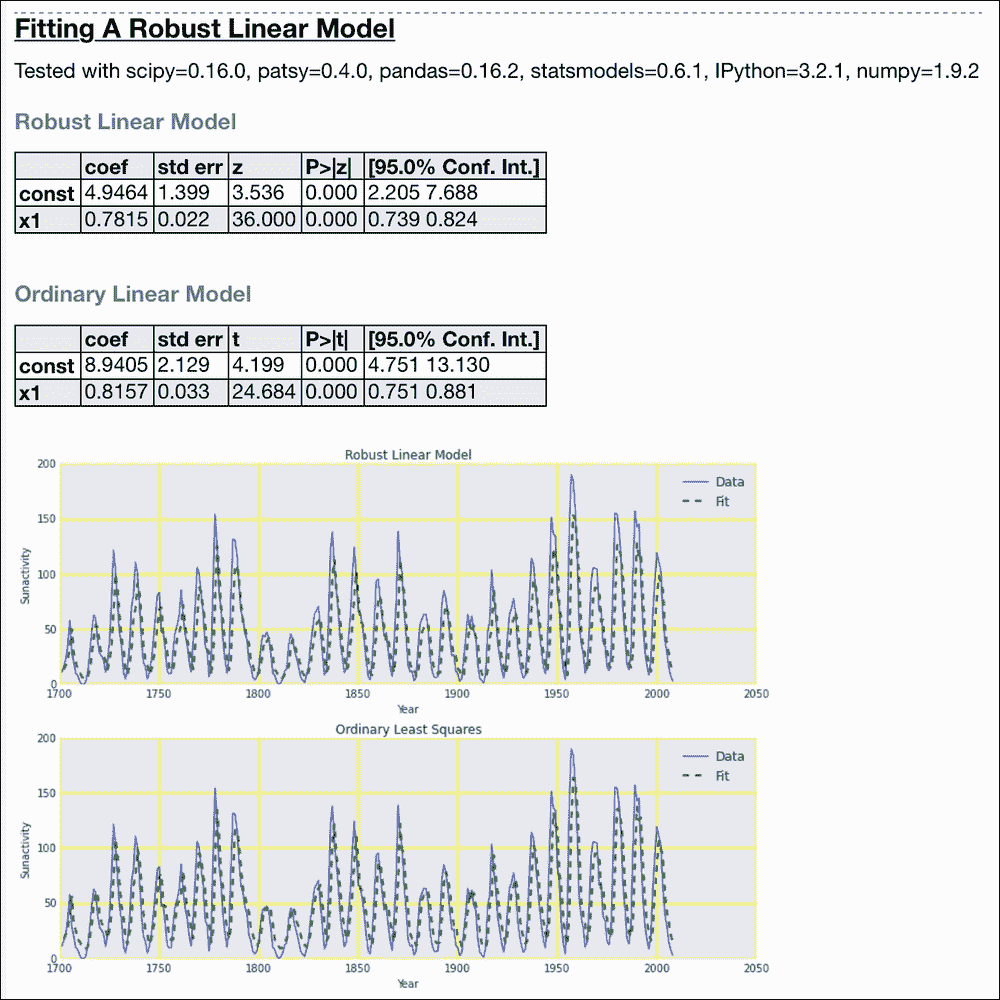 Fitting A Robust Linear Model
Tested with scipy=0.16.0, patsy=0.4.0, pandas=0.16.2, statsmodels=0.6.1, IPython=3.2.1, numpy=1.9.2
Robust Linear Model
coef std err z P>|z| [95.0% Conf. Int.]
const 4.9464 1.399 3.536 0.000 2.205 7.688
x1 0.7815 0.022 36.000 0.000 0.739 0.824
Ordinary Linear Model
coef std err t P>|t| [95.0% Conf. Int.]
const 8.9405 2.129 4.199 0.000 4.751 13.130
x1 0.8157 0.033 24.684 0.000 0.751 0.881
Robust Linear Model
200
150
100
50
0
Sunactivity
Data
Fit
1700 1750 1800 1850 1900 1950 2000 2050
Year
Ordinary Least Squares
200
150
100
50
0
Sunactivity
Data
Fit
1700 1750 1800 1850 1900 1950 2000 2050
Year